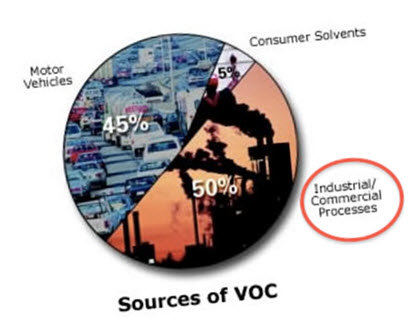 Consumer Solvents
Motor
Vehicles
5%
45%
50%
Industrial/
Commercial
Processes
Sources of VOC